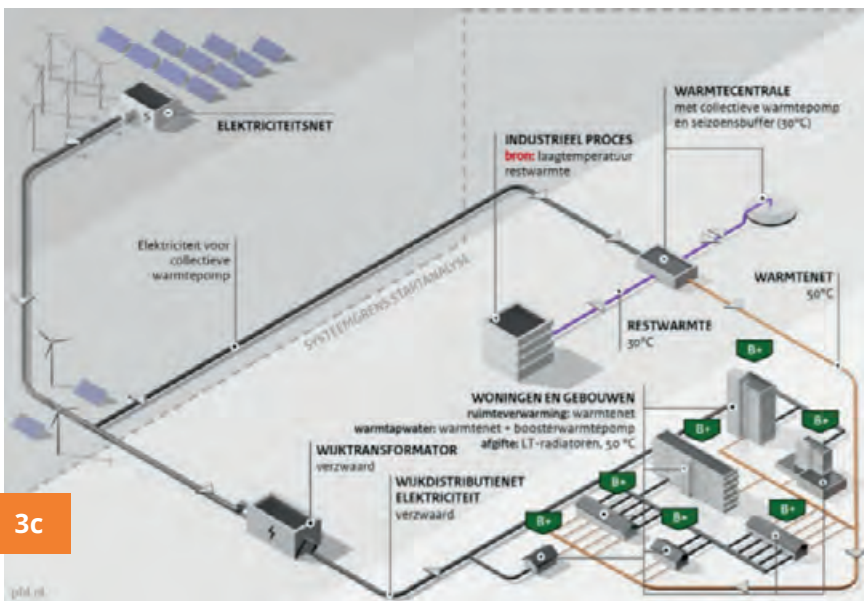 ELEKTRICITEITSNET
WARMTECENTRALE
met collectieve warmtepomp
en seizoensbuffer (30°C)
INDUSTRIEEL PROCES
bron: laagtemperatuur
restwarmte
Elektriciteit voor
collectieve
warmtepomp
SYSTEEMGRENS STARTANALYSE
WARMTENET
50°C
RESTWARMTE
30°C
B+
WONINGEN EN GEBOUWEN
ruimteverwarming: warmtenet
warmtapwater: warmtenet + boosterwarmtepomp
afgifte: LT-radiatoren, 50 °C
B+
B+
WIJKTRANSFORMATOR
verzwaard
WIJKDISTRIBUTIENET
ELEKTRICITEIT
verzwaard
B+
B+
B+
B+
3c
pbl.nl